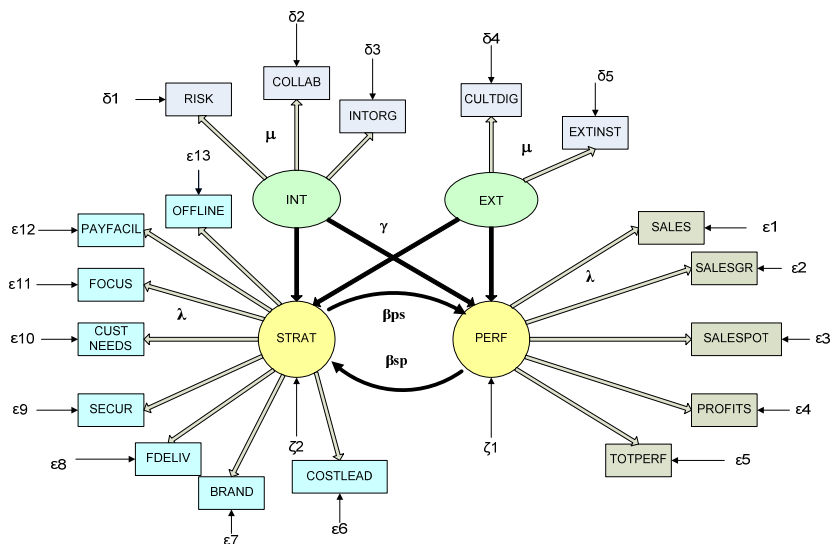 δ2
δ4
δ3
COLLAB
δ5
δ1
RISK
CULTDIG
INTORG
EXTINST
μ
μ
ε13
INT
EXT
OFFLINE
γ
ε12
PAYFACIL
SALES
ε1
SALESGR
ε2
ε11
FOCUS
λ
λ
βps
ε10
CUST
NEEDS
STRAT
PERF
SALESPOT
ε3
βsp
ε9
SECUR
PROFITS
ε4
ζ2
ζ1
ε8
FDELIV
TOTPERF
ε5
BRAND
COSTLEAD
ε7
ε6